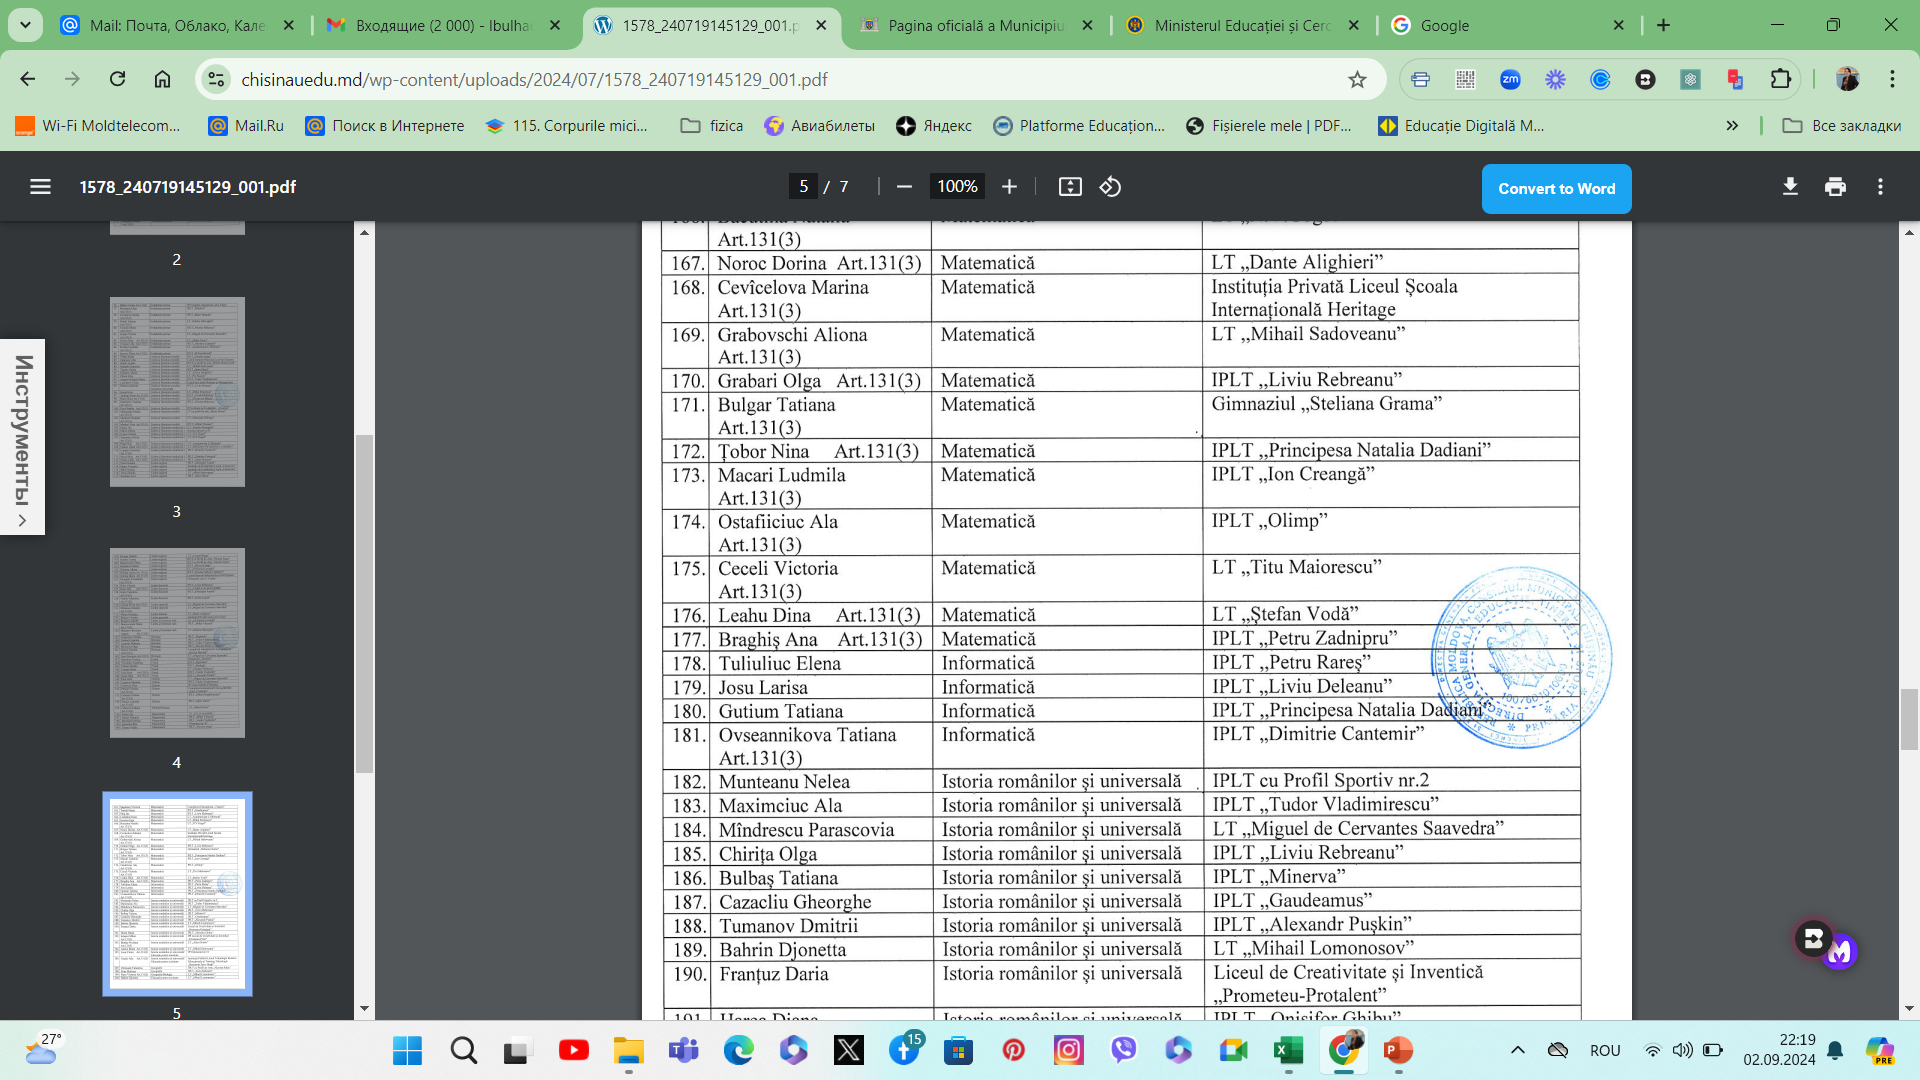 Mail: Почта, Облако, Кале
Входящие (2 000) - lbulha
1578_240719145129_001.p
Pagina oficială a Municipiu
Ministerul Educației și Cerc
Google
chisinauedu.md/wp-content/uploads/2024/07/1578_240719145129_001.pdf
Wi-Fi Moldtelecom...
Mail.Ru
Поиск в Интернете
115. Corpurile mici...
fizica
Авиабилеты
Яндекс
Platforme Education...
Fișierele mele | PDF...
Educație Digitală M...
Все закладки
1578_240719145129_001.pdf
5 / 7
100%
Convert to Word
Инструменты
2
3
4
5
Art.131(3)
167. Noroc Dorina Art.131(3) Matematică LT „Dante Alighieri”
168. Cevîcelova Marina Matematică Instituția Privată Liceul Școala
Art.131(3) Internațională Heritage
169. Grabovschi Aliona Matematică LT „Mihail Sadoveanu”
Art.131(3)
170. Grabari Olga Art.131(3) Matematică IPLT „Liviu Rebreanu”
171. Bulgar Tatiana Matematică Gimnaziul „Steliana Grama”
Art.131(3)
172. Țobor Nina Art.131(3) Matematică IPLT „Principesa Natalia Dadiani”
173. Macari Ludmila Matematică IPLT „Ion Creangă”
Art.131(3)
174. Ostafiiciuc Ala Matematică IPLT „Olimp”
Art.131(3)
175. Ceceli Victoria Matematică LT „Titu Maiorescu”
Art.131(3)
176. Leahu Dina Art.131(3) Matematică LT „Ștefan Vodă”
177. Braghiș Ana Art.131(3) Matematică IPLT „Petru Zadnipru”
178. Tuliuliuc Elena Informatică IPLT „Petru Rareș”
179. Josu Larisa Informatică IPLT „Liviu Deleanu”
180. Gutium Tatiana Informatică IPLT „Principesa Natalia Dadiani”
181. Ovseannikova Tatiana Informatică IPLT „Dimitrie Cantemir”
Art.131(3)
182. Munteanu Nelea Istoria românilor și universală IPLT cu Profil Sportiv nr.2
183. Maximciuc Ala Istoria românilor și universală IPLT „Tudor Vladimirescu”
184. Mîndrescu Parascovia Istoria românilor și universală LT „Miguel de Cervantes Saavedra”
185. Chirița Olga Istoria românilor și universală IPLT „Liviu Rebreanu”
186. Bulbaș Tatiana Istoria românilor și universală IPLT „Minerva”
187. Cazacliu Gheorghe Istoria românilor și universală IPLT „Gaudeamus”
188. Tumanov Dmitrii Istoria românilor și universală IPLT „Alexandr Pușkin”
189. Bahrin Djonetta Istoria românilor și universală LT „Mihail Lomonosov”
190. Franțuz Daria Istoria românilor și universală Liceul de Creativitate și Inventică
„Prometeu-Protalent”
27°
15
ROU
22:19
02.09.2024